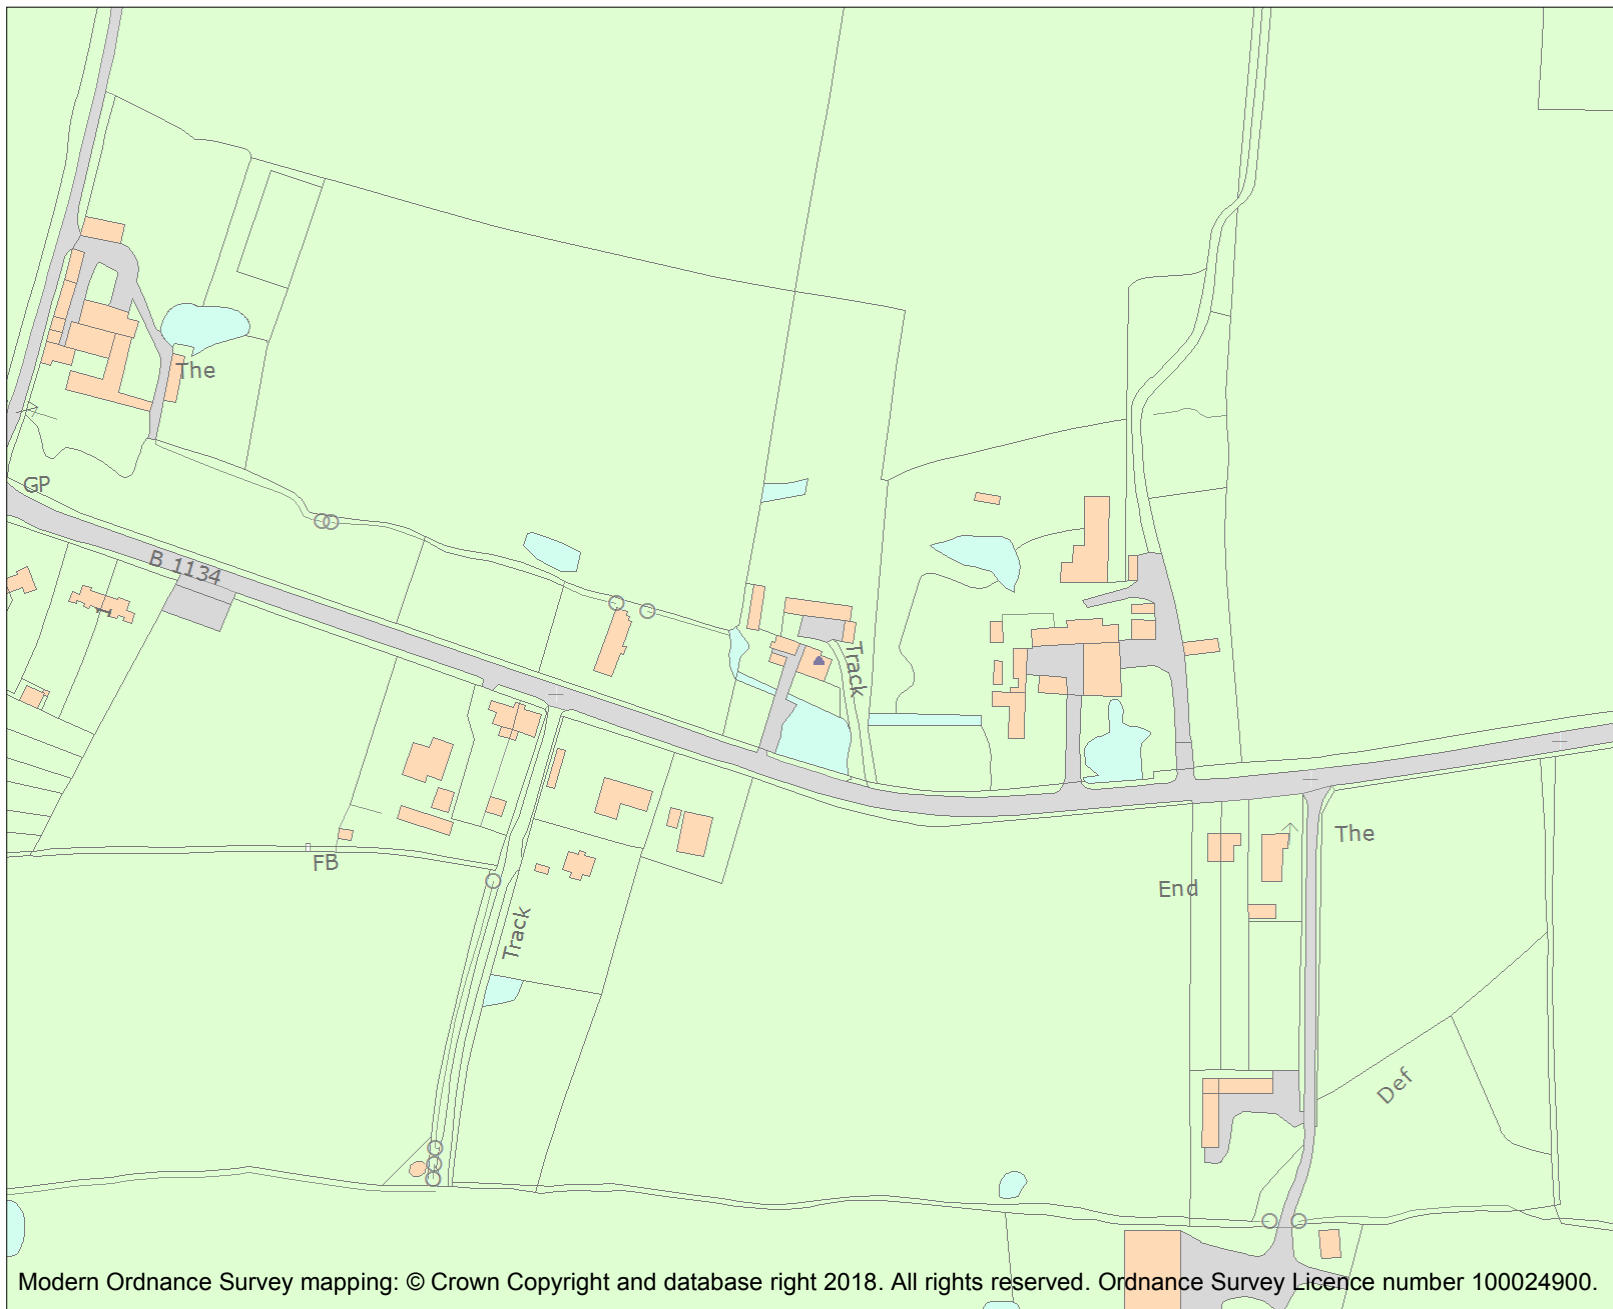 The
GP
B 1134
1
Track
FB
The
End
Track
Def
Modern Ordnance Survey mapping: © Crown Copyright and database right 2018. All rights reserved. Ordnance Survey Licence number 100024900.